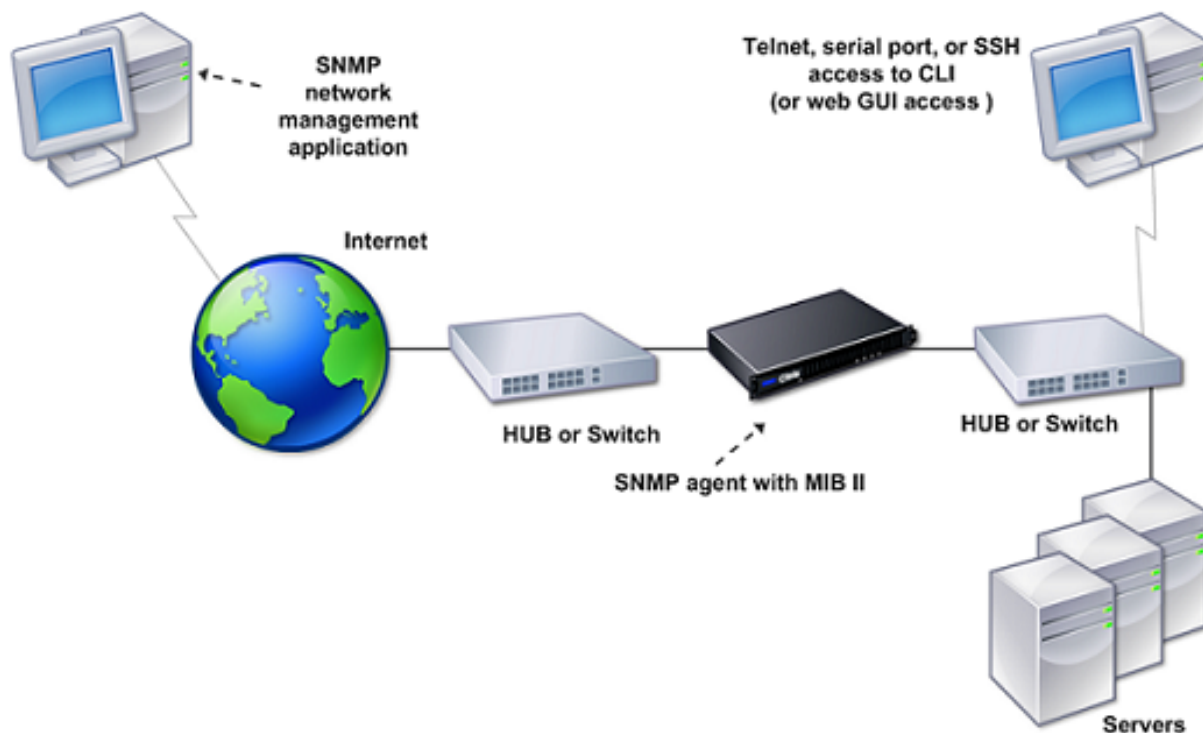 SNMP
network
management
application
Telnet, serial port, or SSH
access to CLI
(or web GUI access )
Internet
HUB or Switch
SNMP agent with MIB II
HUB or Switch
Servers